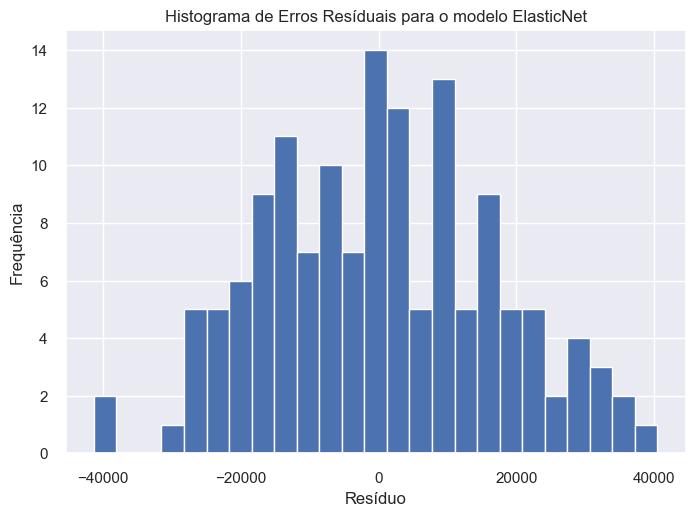 Histograma de Erros Resíduais para o modelo ElasticNet
Frequência
14
12
10
8
6
4
2
0
−40000 −20000 0 20000 40000
Resíduo